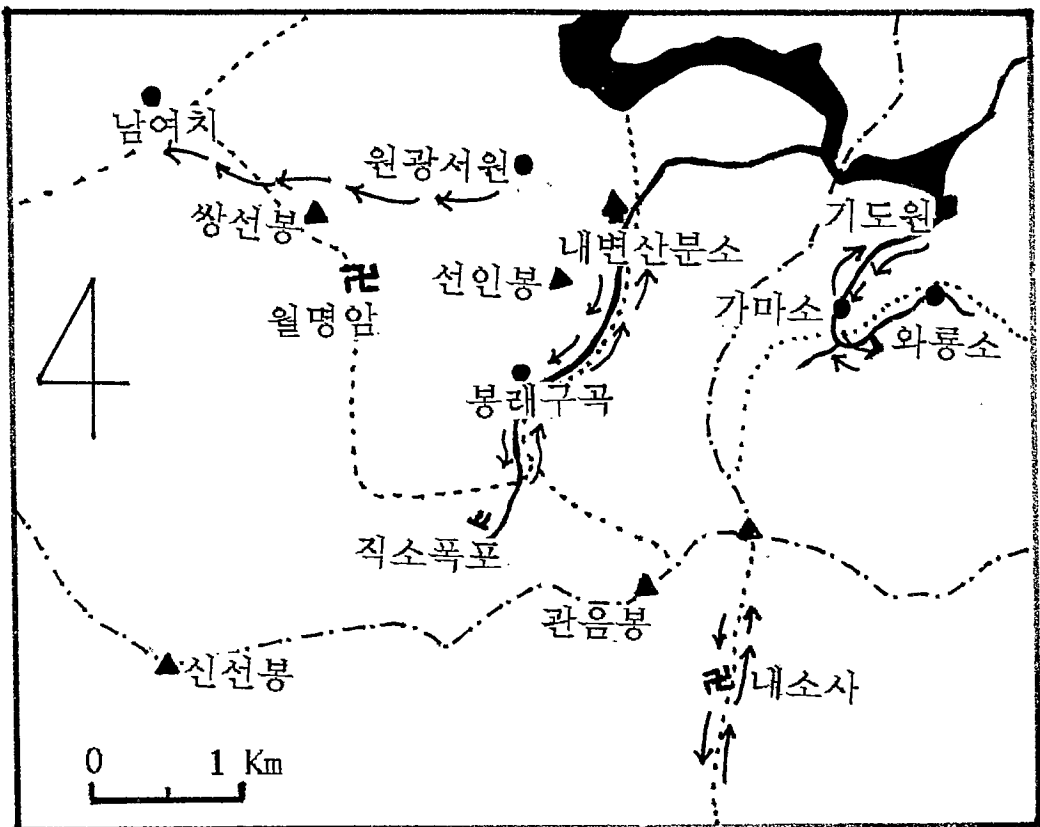 남여치
원광서원
쌍선봉
기도원
내변산분소
선인봉
월명암
가마소
와룡소
봉래구곡
직소폭포
관음봉
신선봉
내소사
0 1 Km